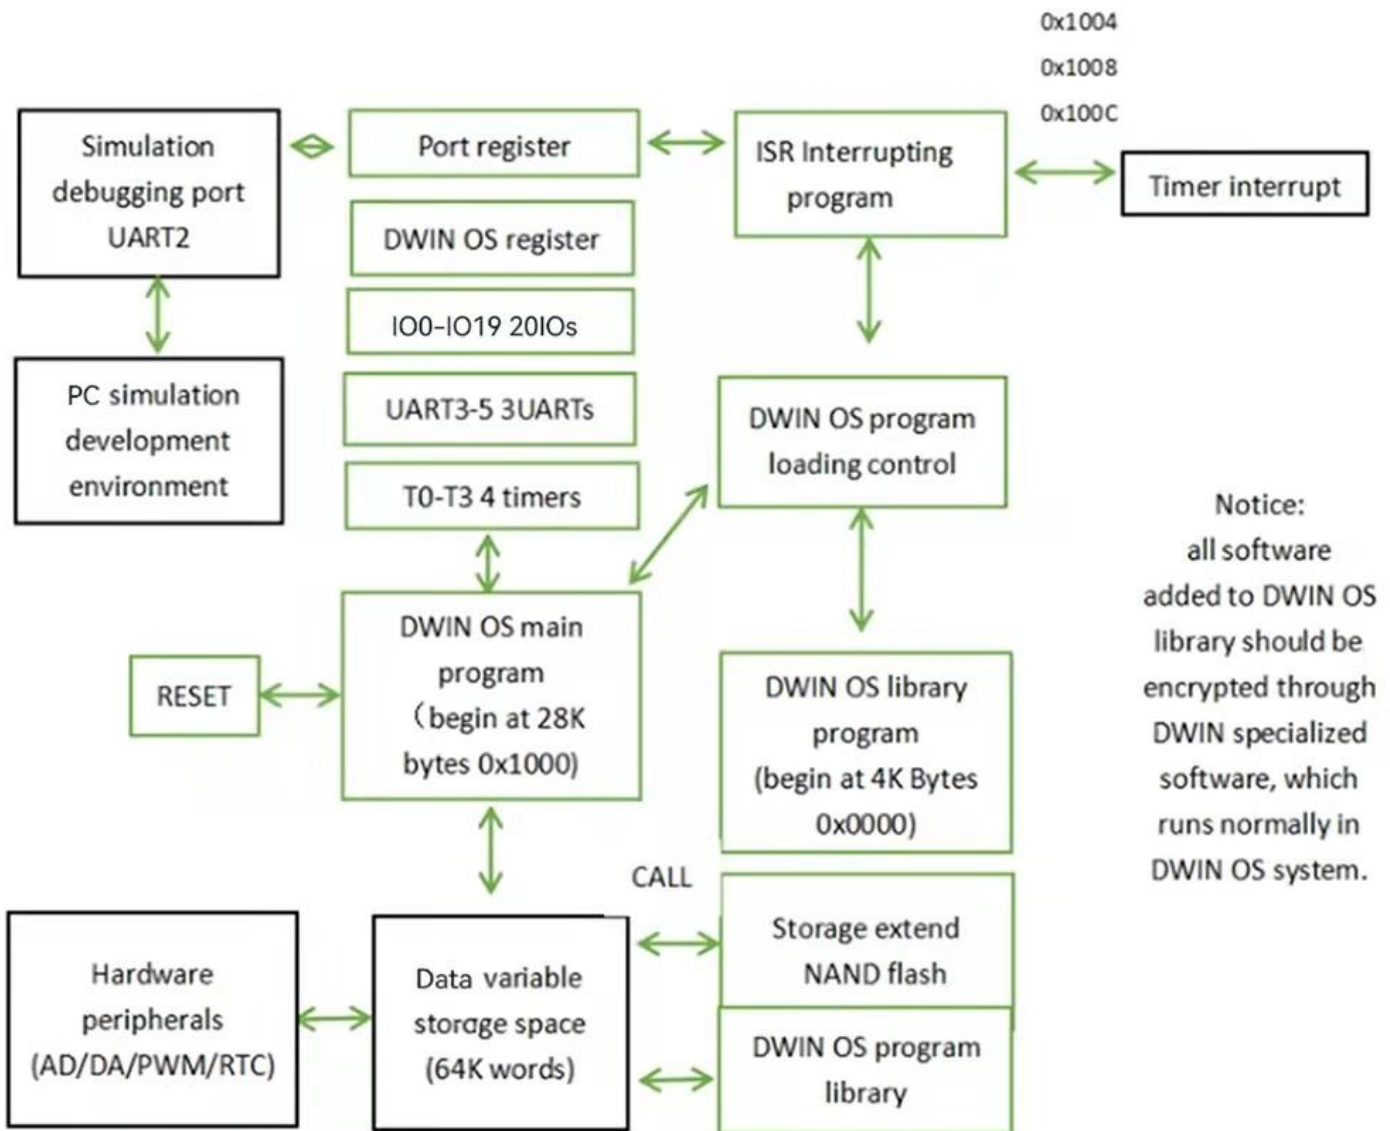 0x1004
0x1008
0x100C
Simulation
debugging port
UART2
Port register
ISR Interrupting
program
Timer interrupt
DWIN OS register
IO0-IO19 20IOs
PC simulation
development
environment
UART3-5 3UARTs
DWIN OS program
loading control
T0-T3 4 timers
Notice:
all software
added to DWIN OS
library should be
encrypted through
DWIN specialized
software, which
runs normally in
DWIN OS system.
RESET
DWIN OS main
program
（begin at 28K
bytes 0x1000)
DWIN OS library
program
(begin at 4K Bytes
0x0000)
CALL
Hardware
peripherals
(AD/DA/PWM/RTC)
Data variable
storage space
(64K words)
Storage extend
NAND flash
DWIN OS program
library